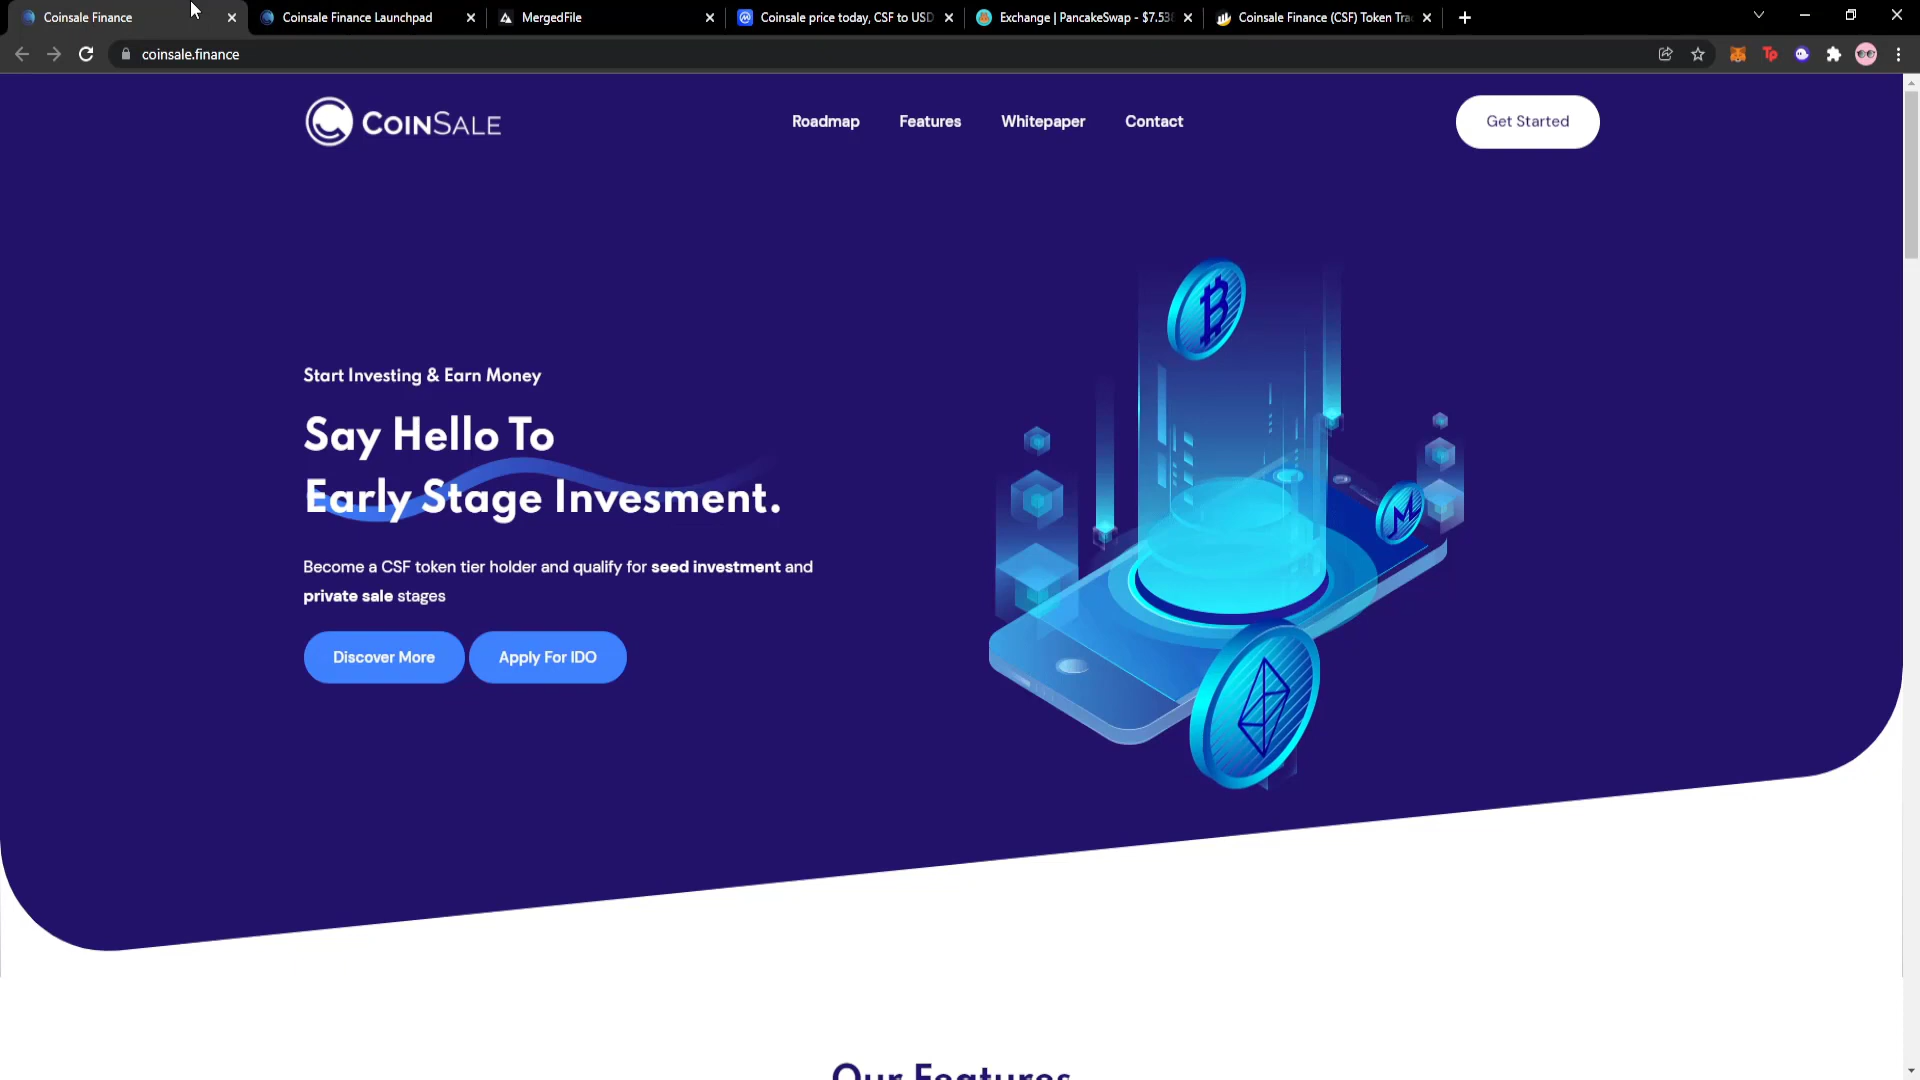 Coinsale Finance
Coinsale Finance Launchpad
MergedFile
Coinsale price today, CSF to USD
Exchange | PancakeSwap - $7.53
Coinsale Finance (CSF) Token Tra
coinsale.finance
COINSALE
Roadmap
Features
Whitepaper
Contact
Get Started
Start Investing & Earn Money
Say Hello To
Early Stage Invesment.
Become a CSF token tier holder and qualify for seed investment and
private sale stages
Discover More
Apply For IDO
Our Features